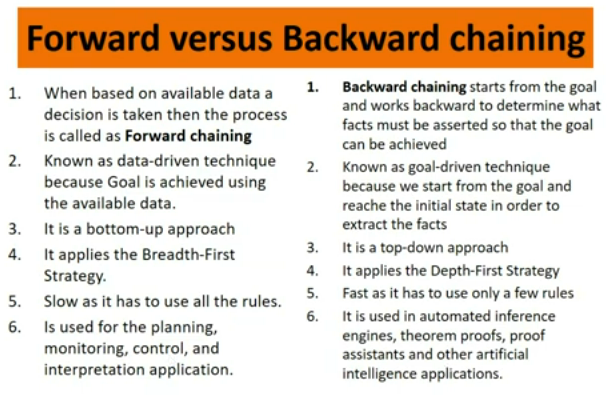 Forward versus Backward chaining
1. When based on available data a
decision is taken then the process
is called as Forward chaining
2. Known as data-driven technique
because Goal is achieved using
the available data.
3. It is a bottom-up approach
4. It applies the Breadth-First
Strategy.
5. Slow as it has to use all the rules.
6. Is used for the planning,
monitoring, control, and
interpretation application.
1. Backward chaining starts from the goal
and works backward to determine what
facts must be asserted so that the goal
can be achieved
2. Known as goal-driven technique
because we start from the goal and
reache the initial state in order to
extract the facts
3. It is a top-down approach
4. It applies the Depth-First Strategy
5. Fast as it has to use only a few rules
6. It is used in automated inference
engines, theorem proofs, proof
assistants and other artificial
intelligence applications.